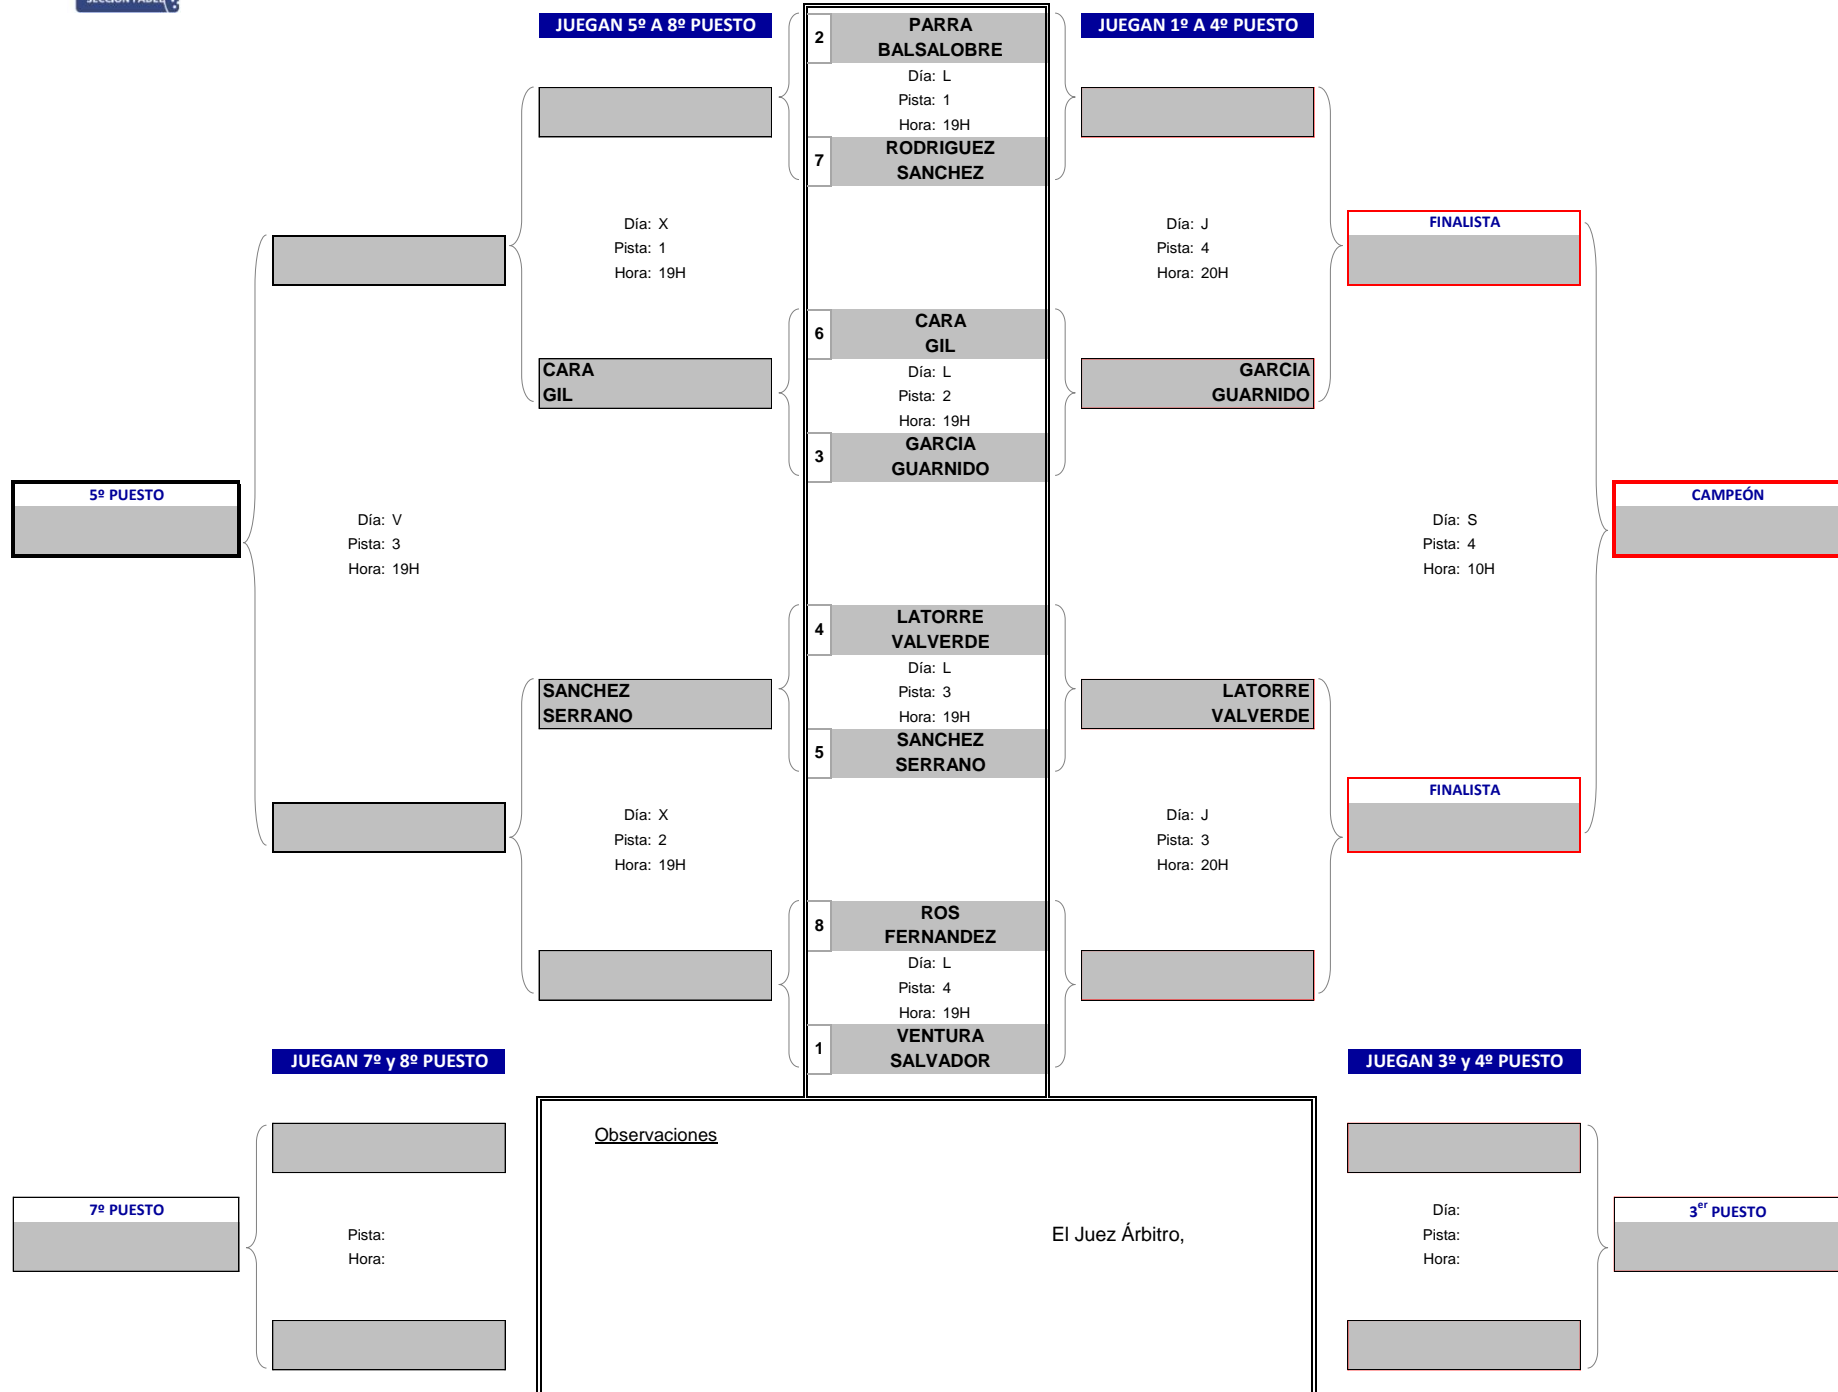 SECCIÓN PÁDEL
JUEGAN 5º A 8º PUESTO
2
PARRA
BALSALOBRE
JUEGAN 1º A 4º PUESTO
Día: L
Pista: 1
Hora: 19H
7
RODRIGUEZ
SANCHEZ
Día: X
Pista: 1
Hora: 19H
Día: J
Pista: 4
Hora: 20H
FINALISTA
6
CARA
GIL
CARA
GIL
Día: L
Pista: 2
Hora: 19H
GARCIA
GUARNIDO
3
GARCIA
GUARNIDO
5º PUESTO
Día: V
Pista: 3
Hora: 19H
Día: S
Pista: 4
Hora: 10H
CAMPEÓN
4
LATORRE
VALVERDE
SANCHEZ
SERRANO
Día: L
Pista: 3
Hora: 19H
LATORRE
VALVERDE
5
SANCHEZ
SERRANO
FINALISTA
Día: X
Pista: 2
Hora: 19H
Día: J
Pista: 3
Hora: 20H
8
ROS
FERNANDEZ
Día: L
Pista: 4
Hora: 19H
1
VENTURA
SALVADOR
JUEGAN 7º y 8º PUESTO
JUEGAN 3º y 4º PUESTO
Observaciones
7º PUESTO
Pista:
Hora:
El Juez Árbitro,
Día:
Pista:
Hora:
3er PUESTO